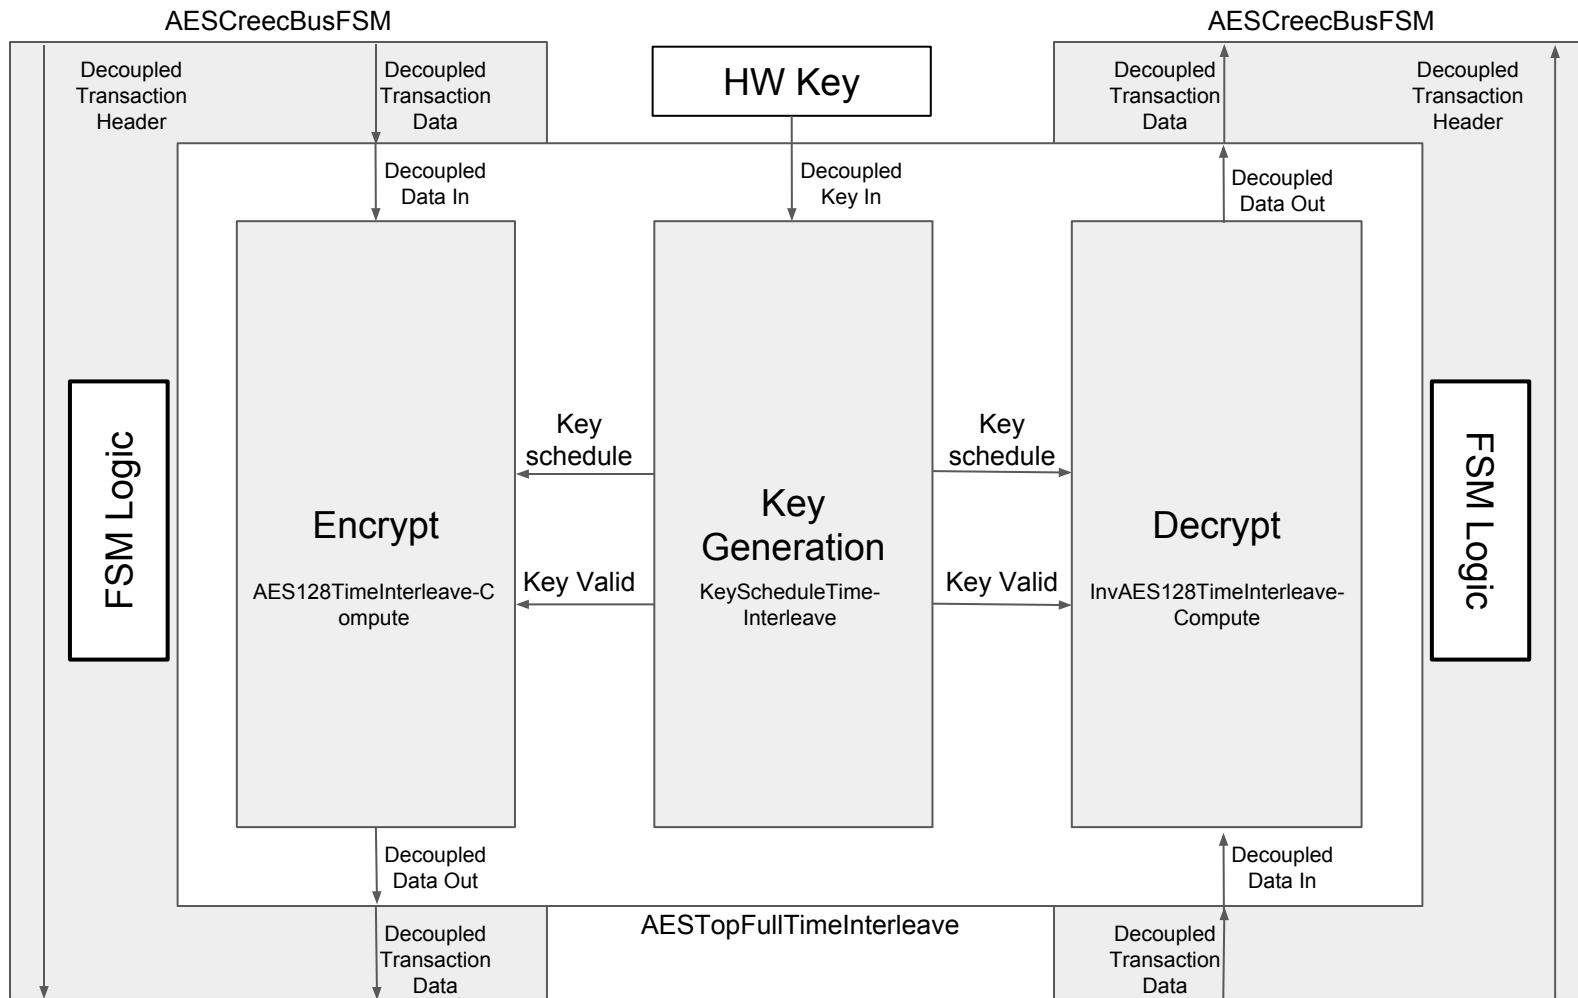 AESCreecBusFSM
AESCreecBusFSM
Decoupled
Transaction
Header
Decoupled
Transaction
Data
HW Key
Decoupled
Transaction
Data
Decoupled
Transaction
Header
Decoupled
Data In
Decoupled
Key In
Decoupled
Data Out
FSM Logic
Encrypt
AES128TimeInterleave-C
ompute
Key
schedule
Key Valid
Key
Generation
KeyScheduleTime-
Interleave
Key
schedule
Key Valid
Decrypt
InvAES128TimeInterleave-
Compute
FSM Logic
Decoupled
Data Out
Decoupled
Data In
AESTopFullTimeInterleave
Decoupled
Transaction
Data
Decoupled
Transaction
Data